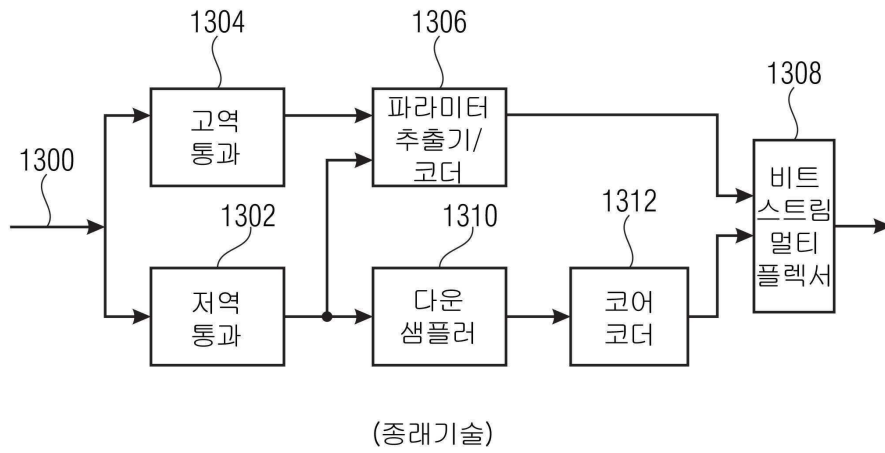 1304
고역
통과
1306
파라미터
추출기/
코더
1308
비트
스트림
멀티
플렉서
1300
1302
저역
통과
1310
다운
샘플러
1312
코어
코더
(종래기술)